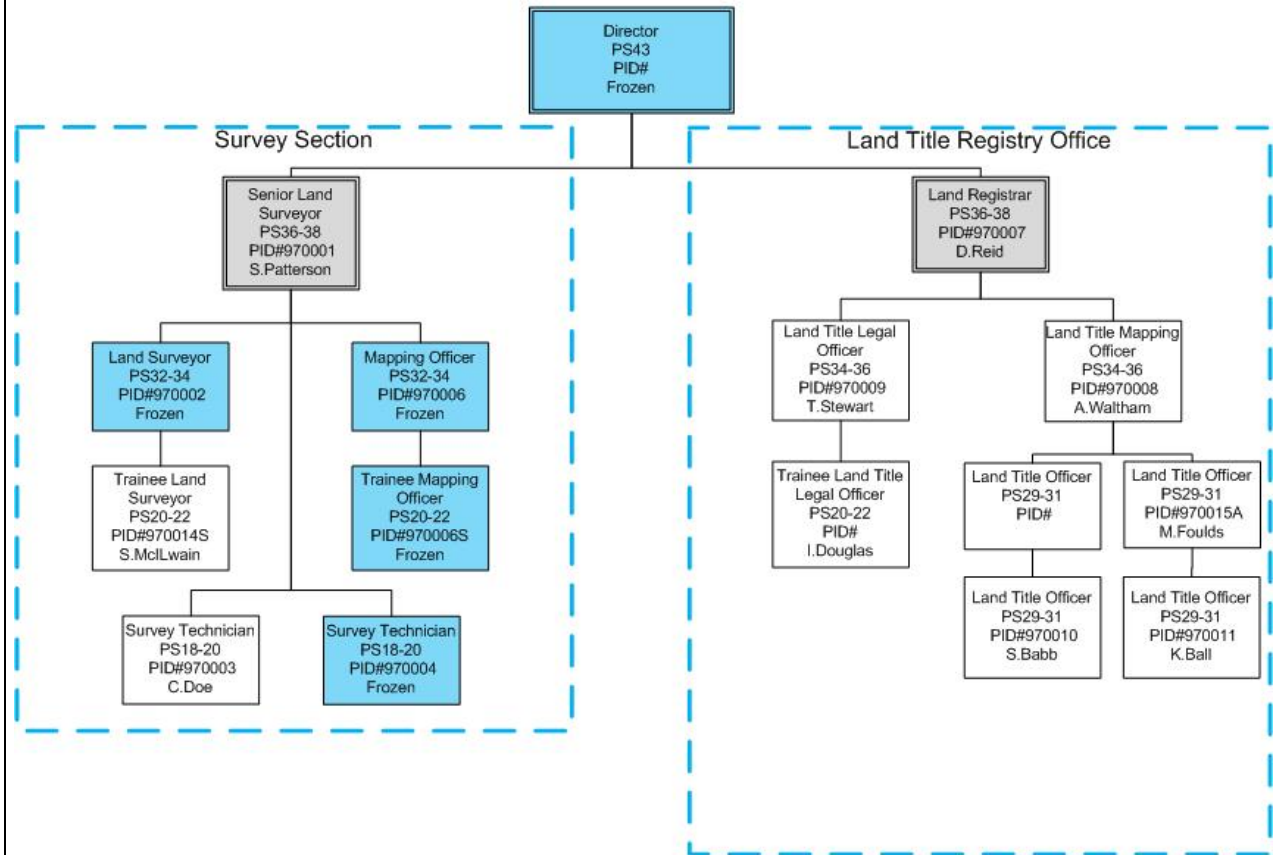 Director
PS43
PID#
Frozen
Survey Section
Senior Land
Surveyor
PS36-38
PID#970001
S.Patterson
Land Surveyor
PS32-34
PID#970002
Frozen
Mapping Officer
PS32-34
PID#970006
Frozen
Trainee Land
Surveyor
PS20-22
PID#970014S
S.McILwain
Trainee Mapping
Officer
PS20-22
PID#970006S
Frozen
Survey Technician
PS18-20
PID#970003
C.Doe
Survey Technician
PS18-20
PID#970004
Frozen
Land Title Registry Office
Land Registrar
PS36-38
PID#970007
D.Reid
Land Title Legal
Officer
PS34-36
PID#970009
T.Stewart
Land Title Mapping
Officer
PS34-36
PID#970008
A.Waltham
Trainee Land Title
Legal Officer
PS20-22
PID#
I.Douglas
Land Title Officer
PS29-31
PID#
Land Title Officer
PS29-31
PID#970015A
M.Foulds
Land Title Officer
PS29-31
PID#970010
S.Babb
Land Title Officer
PS29-31
PID#970011
K.Ball